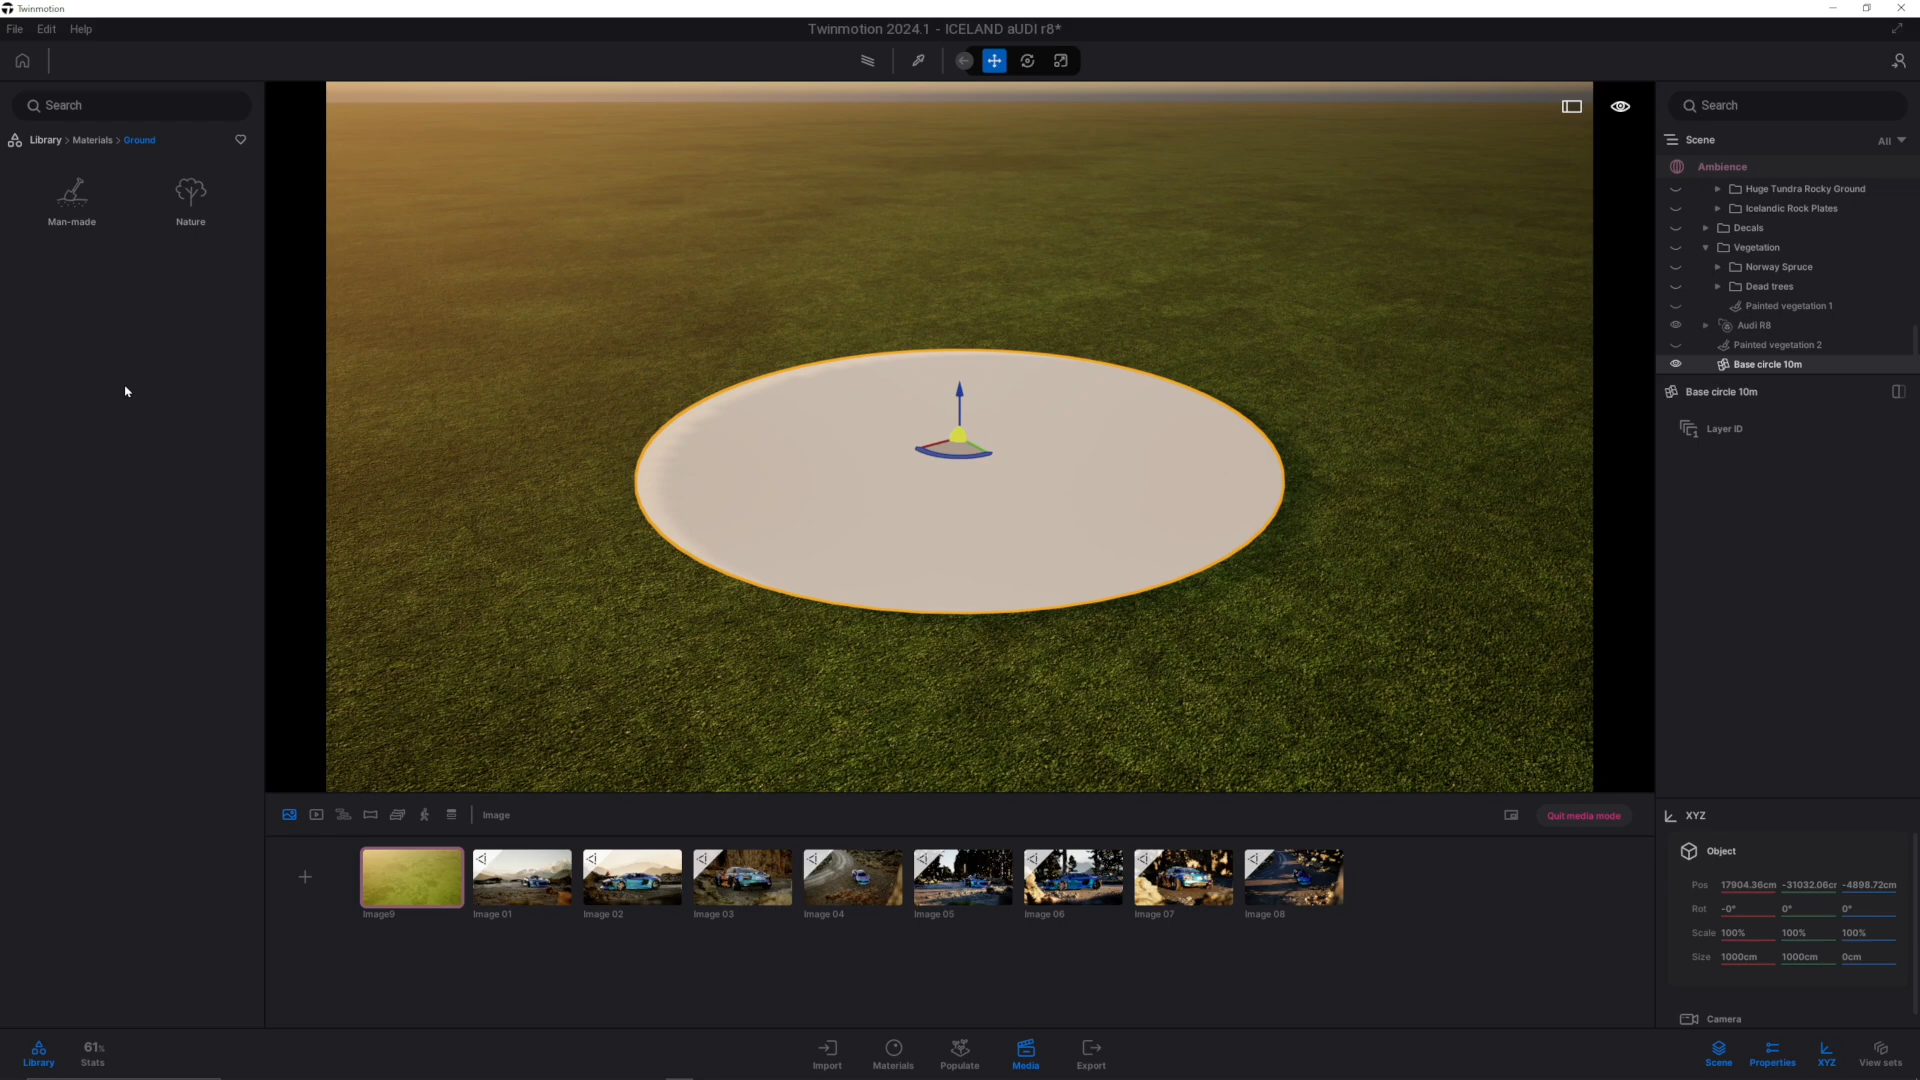 Twinmotion
File Edit Help
Twinmotion 2024.1 - ICELAND aUDI r8*
Search
Library > Materials > Ground
Man-made
Nature
Search
Scene
All
Ambience
Huge Tundra Rocky Ground
Icelandic Rock Plates
Decals
Vegetation
Norway Spruce
Dead trees
Painted vegetation 1
Audi R8
Painted vegetation 2
Base circle 10m
Base circle 10m
Layer ID
Image
Quit media mode
Image9
Image 01
Image 02
Image 03
Image 04
Image 05
Image 06
Image 07
Image 08
XYZ
Object
Pos 17904.36cm -31032.06cr -4898.72cm
Rot -0° 0° 0°
Scale 100% 100% 100%
Size 1000cm 1000cm 0cm
Camera
Library
61%
Stats
Import
Materials
Populate
Media
Export
Scene
Properties
XYZ
View sets